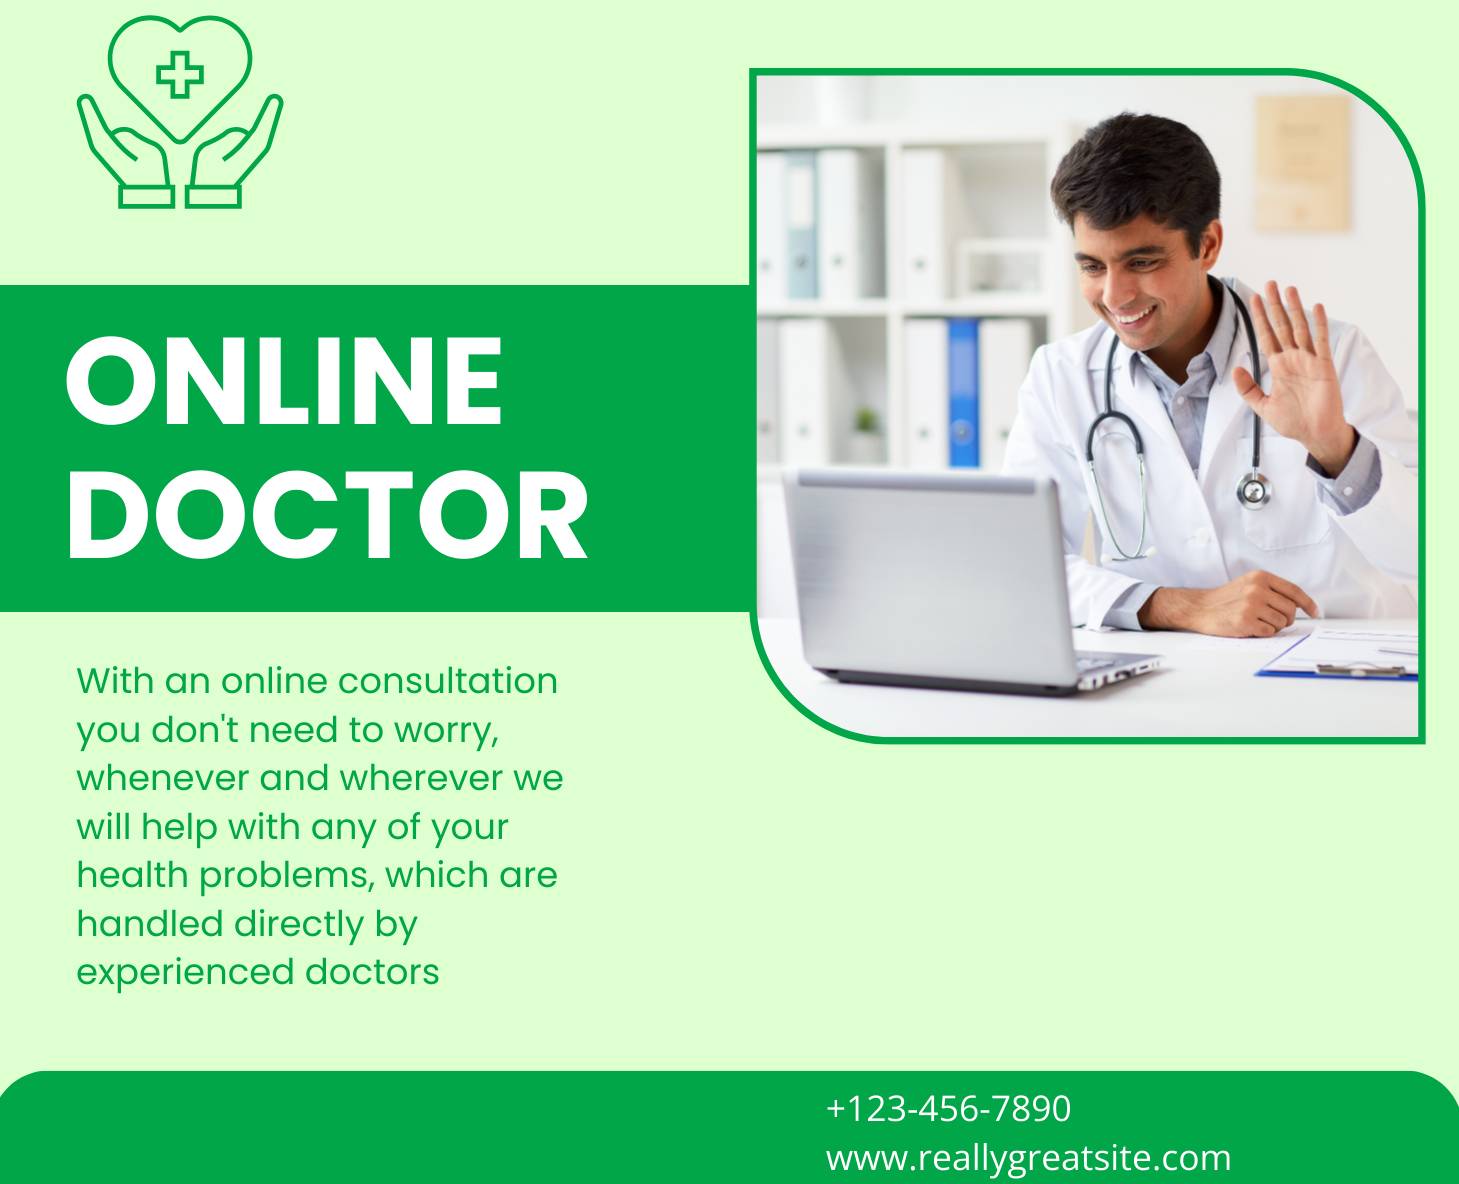 ONLINE
DOCTOR
With an online consultation
you don't need to worry,
whenever and wherever we
will help with any of your
health problems, which are
handled directly by
experienced doctors
+123-456-7890
www.reallygreatsite.com